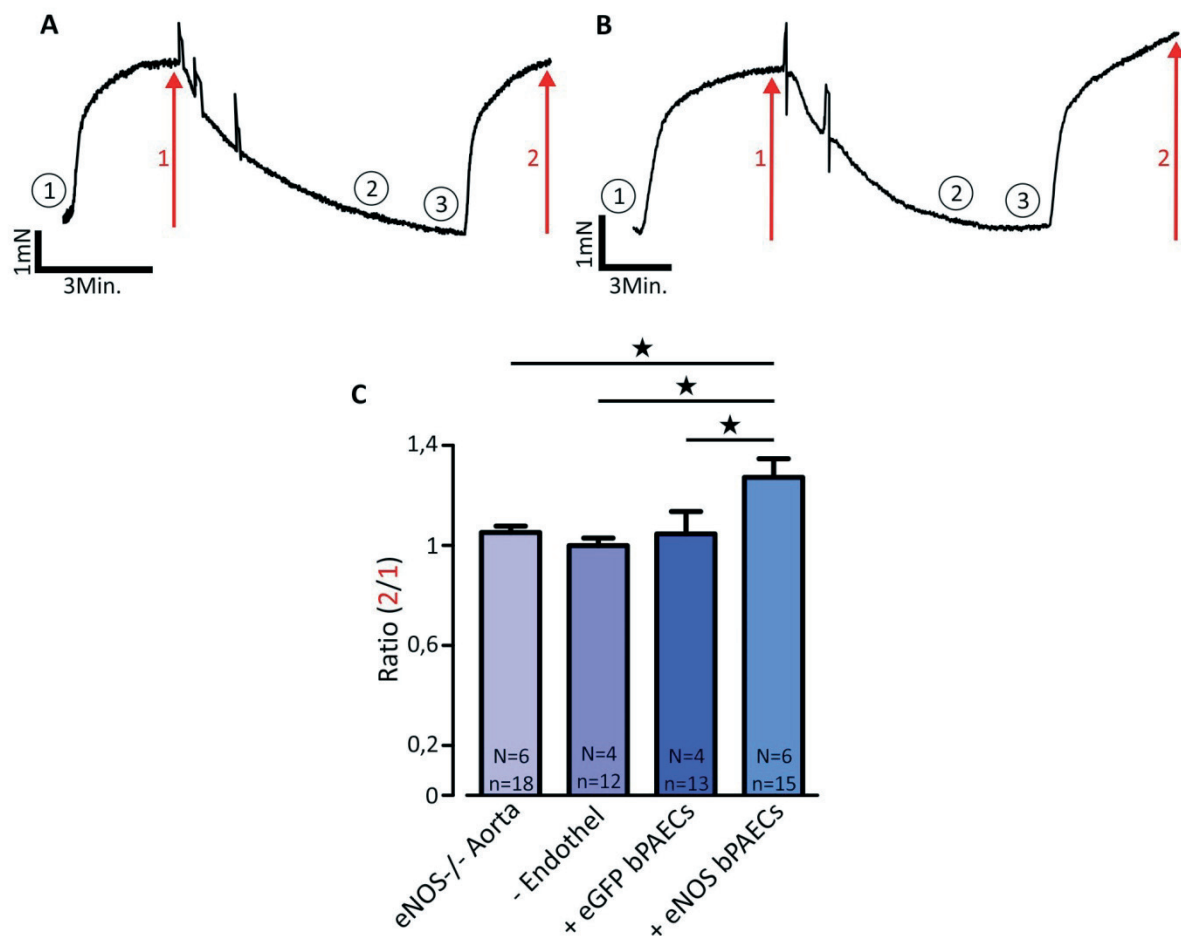 A
1
1
2
3
2
1mN
3Min.
B
1
1
2
3
2
1mN
3Min.
★
★
★
C
Ratio (2/1)
1,4
1
0,6
0,2
0
N=6
n=18
N=4
n=12
N=4
n=13
N=6
n=15
eNOS-/- Aorta
- Endothel
+ eGFP bPAECs
+ eNOS bPAECs